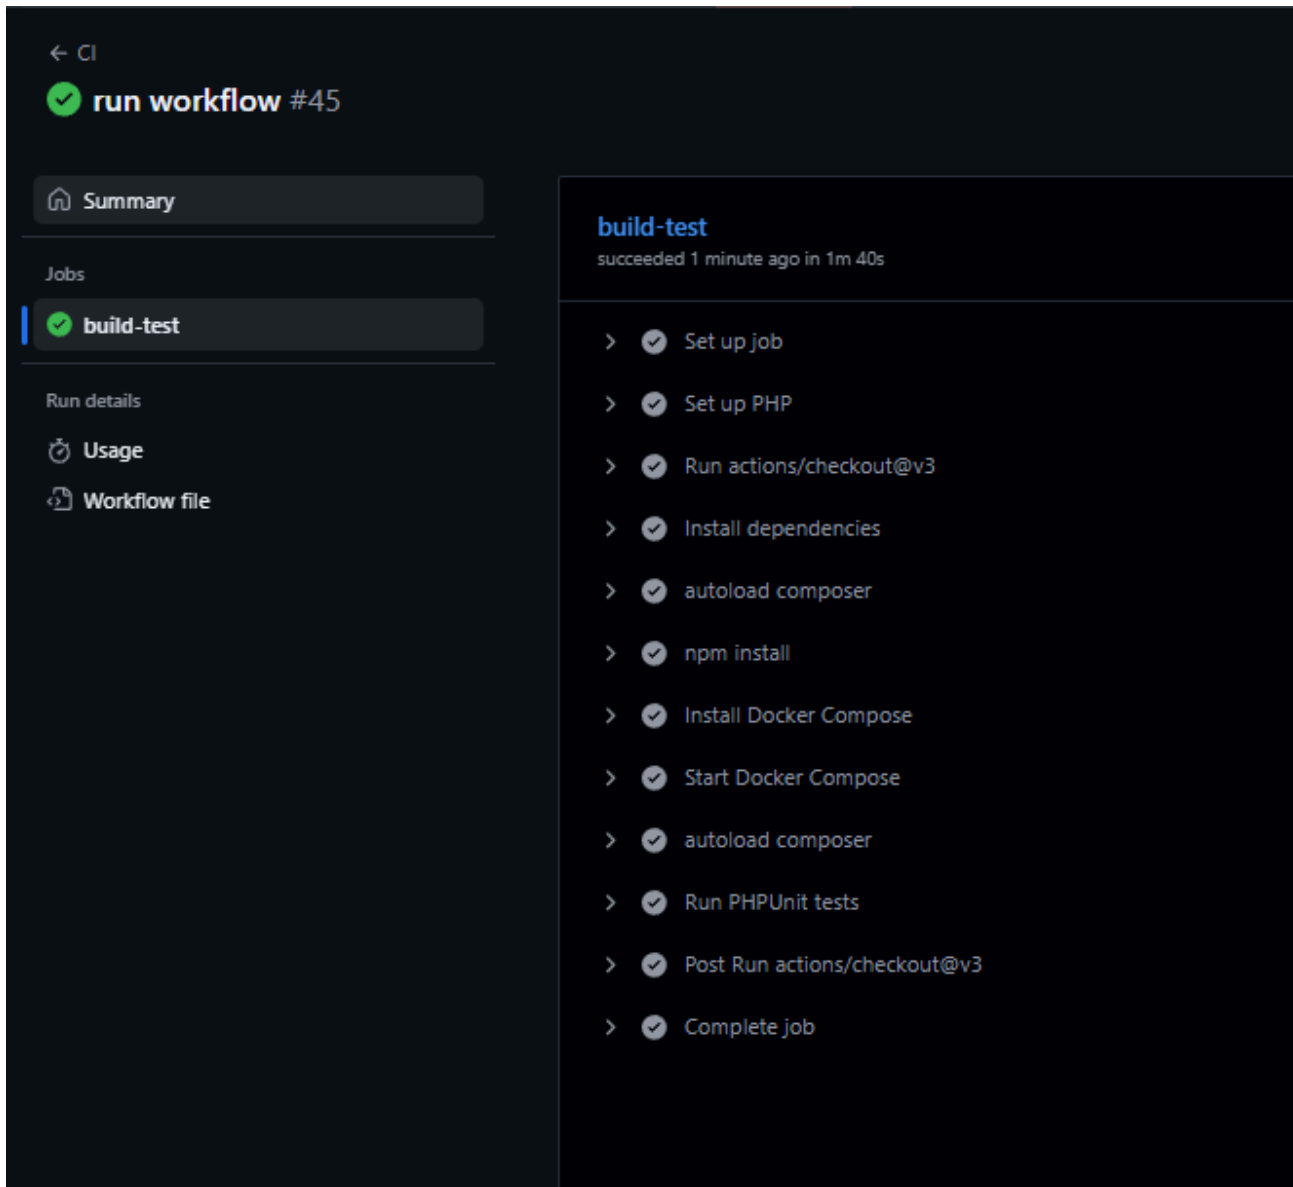 ← CI
run workflow #45
Summary
Jobs
build-test
Run details
Usage
Workflow file
build-test
succeeded 1 minute ago in 1m 40s
Set up job
Set up PHP
Run actions/checkout@v3
Install dependencies
autoload composer
npm install
Install Docker Compose
Start Docker Compose
autoload composer
Run PHPUnit tests
Post Run actions/checkout@v3
Complete job